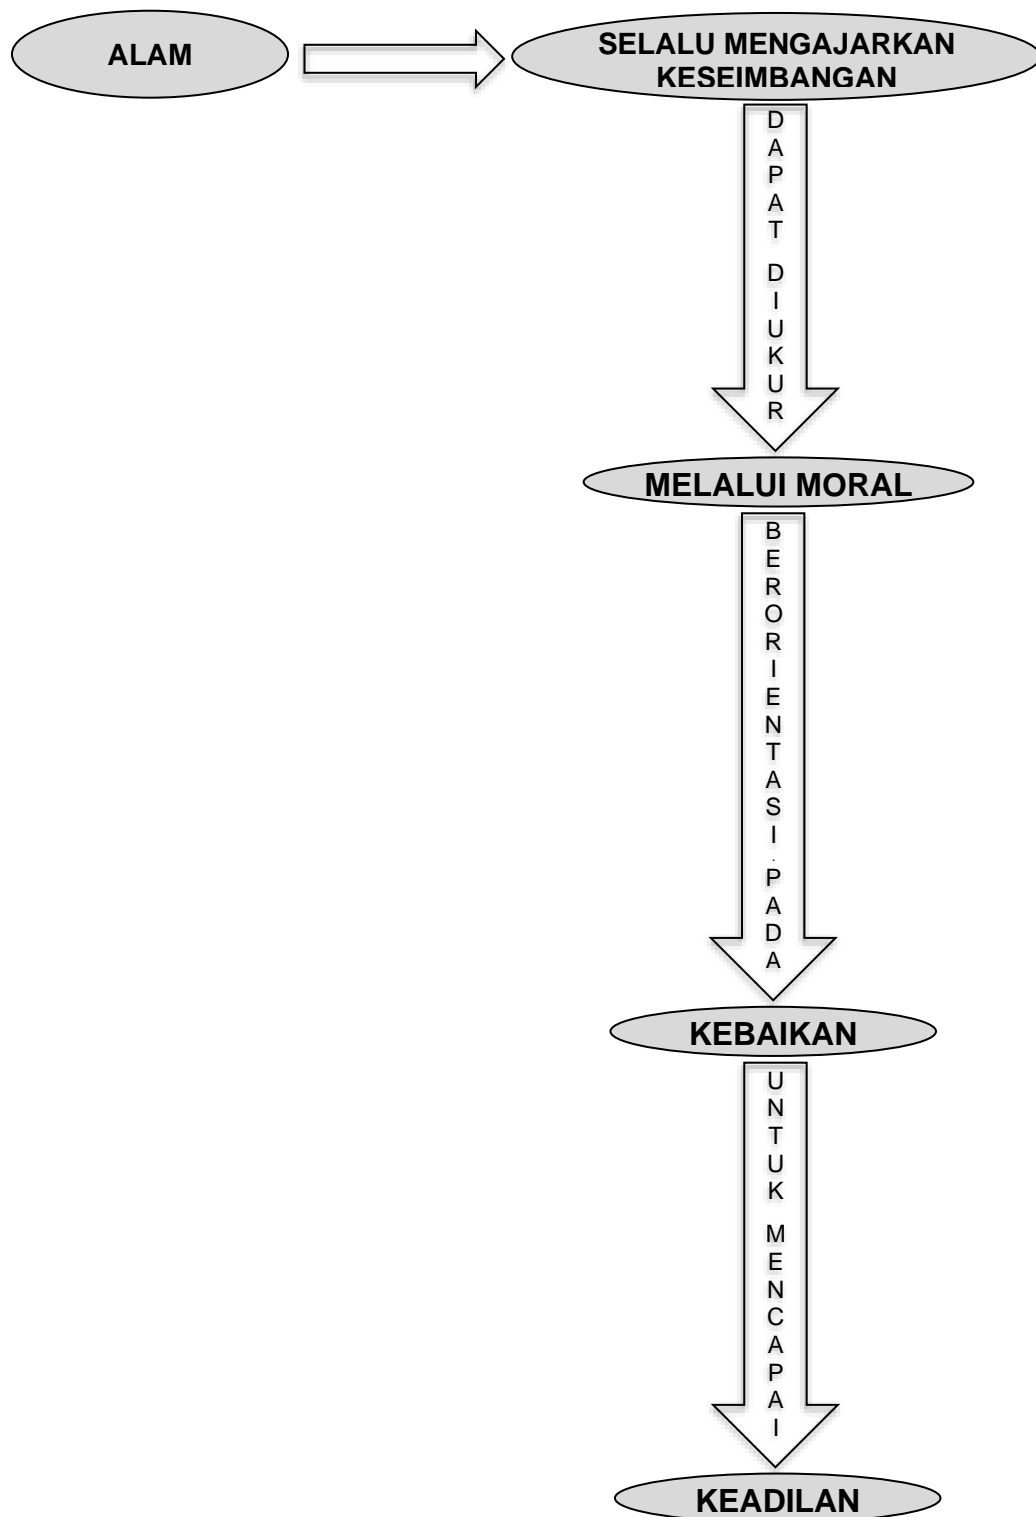 ALAM
SELALU MENGAJARKAN
KESEIMBANGAN
DAPAT DIUKUR
MELALUI MORAL
BERORIENTASI.PADA
KEBAIKAN
UNTUK MENCAPAI
KEADILAN